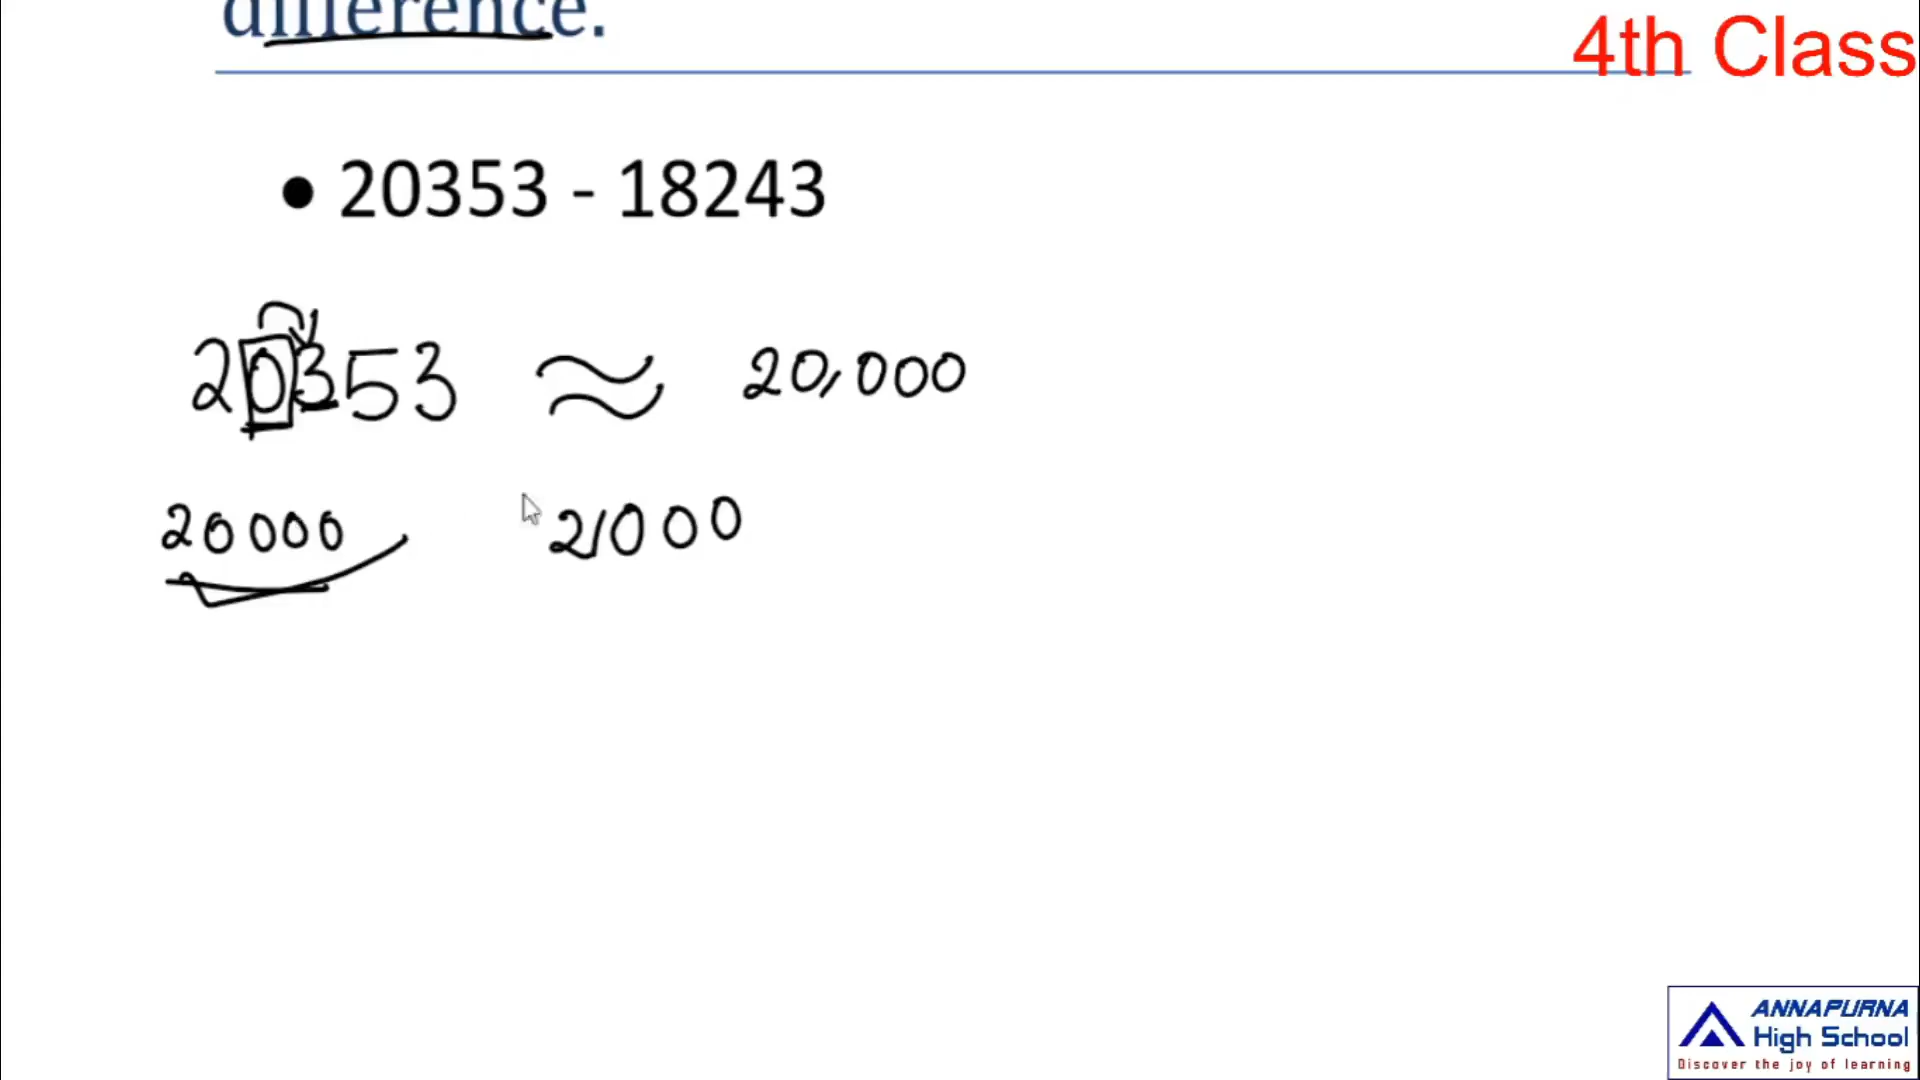 difference.
4th Class
• 20353 - 18243
20353 ≈ 20,000
20000 21000
ANNAPURNA
High School
Discover the joy of learning